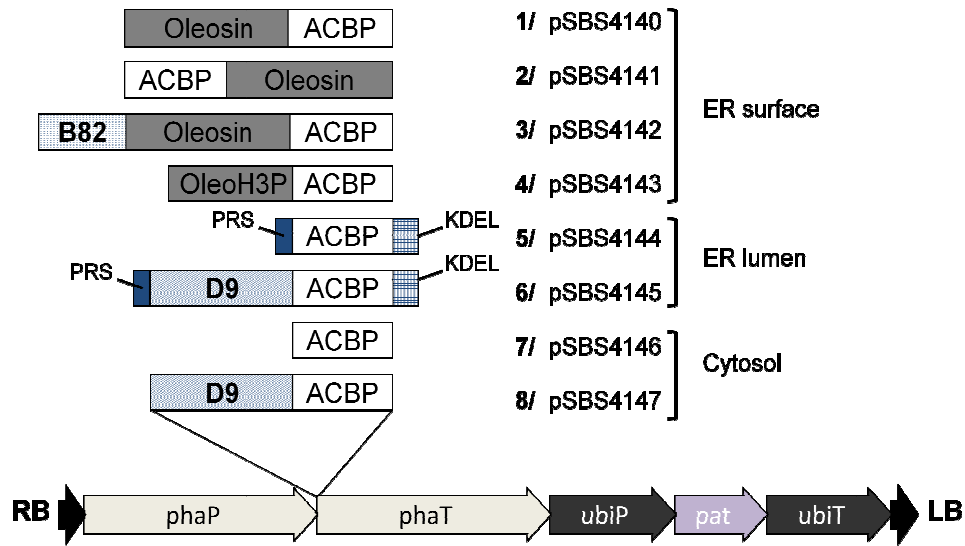 Oleosin ACBP 1/ pSBS4140
ACBP Oleosin 2/ pSBS4141
ER surface
B82 Oleosin ACBP 3/ pSBS4142
OleoH3P ACBP 4/ pSBS4143
PRS KDEL
ACBP 5/ pSBS4144
ER lumen
PRS KDEL
D9 ACBP 6/ pSBS4145
ACBP 7/ pSBS4146
Cytosol
D9 ACBP 8/ pSBS4147
RB phaP phaT ubiP pat ubiT LB